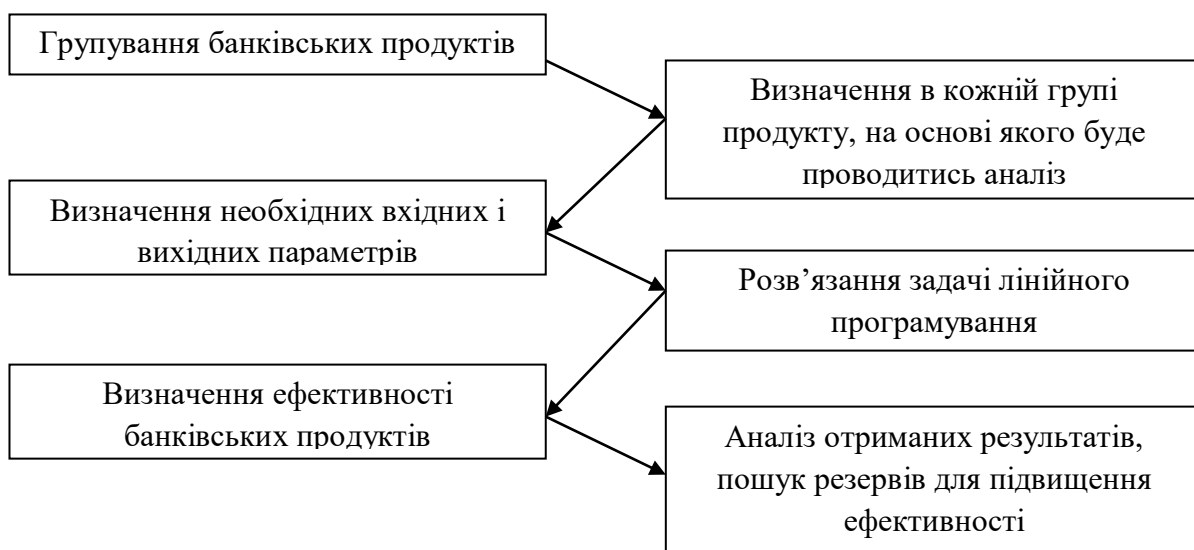 Групування банківських продуктів
Визначення в кожній групі
продукту, на основі якого буде
проводитись аналіз
Визначення необхідних вхідних і
вихідних параметрів
Розв’язання задачі лінійного
програмування
Визначення ефективності
банківських продуктів
Аналіз отриманих результатів,
пошук резервів для підвищення
ефективності